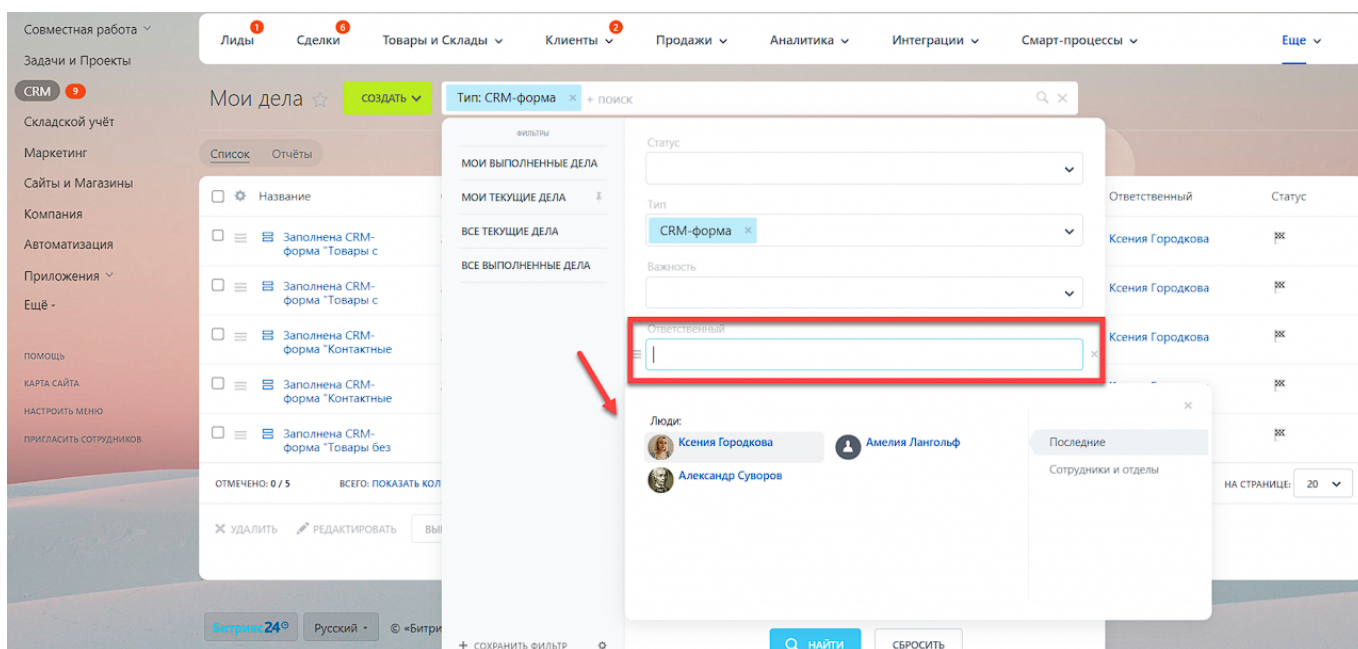 Совместная работа
Задачи и Проекты
CRM 9
Складской учёт
Маркетинг
Сайты и Магазины
Компания
Автоматизация
Приложения
Ещё -
ПОМОЩЬ
КАРТА САЙТА
НАСТРОИТЬ МЕНЮ
ПРИГЛАСИТЬ СОТРУДНИКОВ
Лиды 1 Сделки 6 Товары и Склады Клиенты 2 Продажи Аналитика Интеграции Смарт-процессы Еще
Мои дела СОЗДАТЬ Тип: CRM-форма × + поиск
Список Отчёты
Название Ответственный Статус
Заполнена CRM-
форма "Товары с
Ксения Городкова
Заполнена CRM-
форма "Товары с
Ксения Городкова
Заполнена CRM-
форма "Контактные
Ксения Городкова
Заполнена CRM-
форма "Контактные
Заполнена CRM-
форма "Товары без
ОТМЕЧЕНО: 0 / 5 ВСЕГО: ПОКАЗАТЬ КОЛ
НА СТРАНИЦЕ: 20
УДАЛИТЬ РЕДАКТИРОВАТЬ
Битрикс24 Русский © «Битри
ФИЛЬТРЫ
МОИ ВЫПОЛНЕННЫЕ ДЕЛА
МОИ ТЕКУЩИЕ ДЕЛА
ВСЕ ТЕКУЩИЕ ДЕЛА
ВСЕ ВЫПОЛНЕННЫЕ ДЕЛА
+ СОХРАНИТЬ ФИЛЬТР
Статус
Тип
CRM-форма ×
Важность
Ответственный
Люди:
Ксения Городкова Амелия Лангольф
Александр Суворов
Последние
Сотрудники и отделы
НАЙТИ СБРОСИТЬ